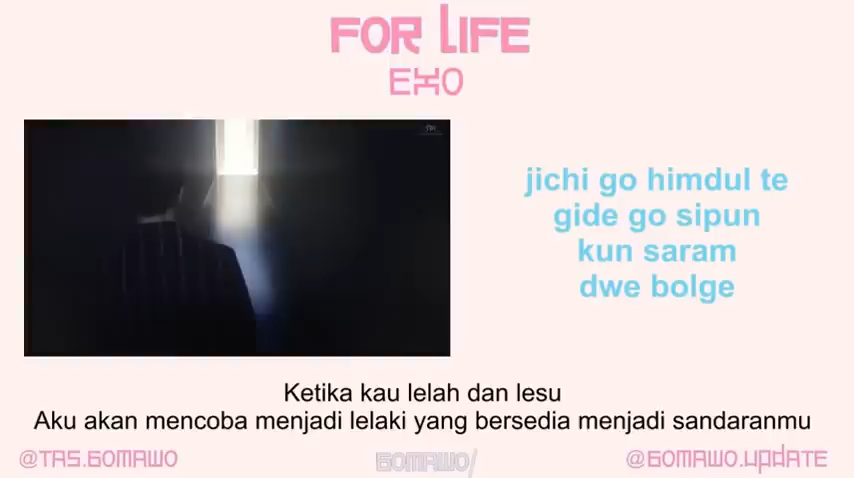 FOR LIFE
EXO
jichi go himdul te
gide go sipun
kun saram
dwe bolge
Ketika kau lelah dan lesu
Aku akan mencoba menjadi lelaki yang bersedia menjadi sandaranmu
@TAS.GOMAWO
GOMAWO/
@GOMAWO.UPDATE